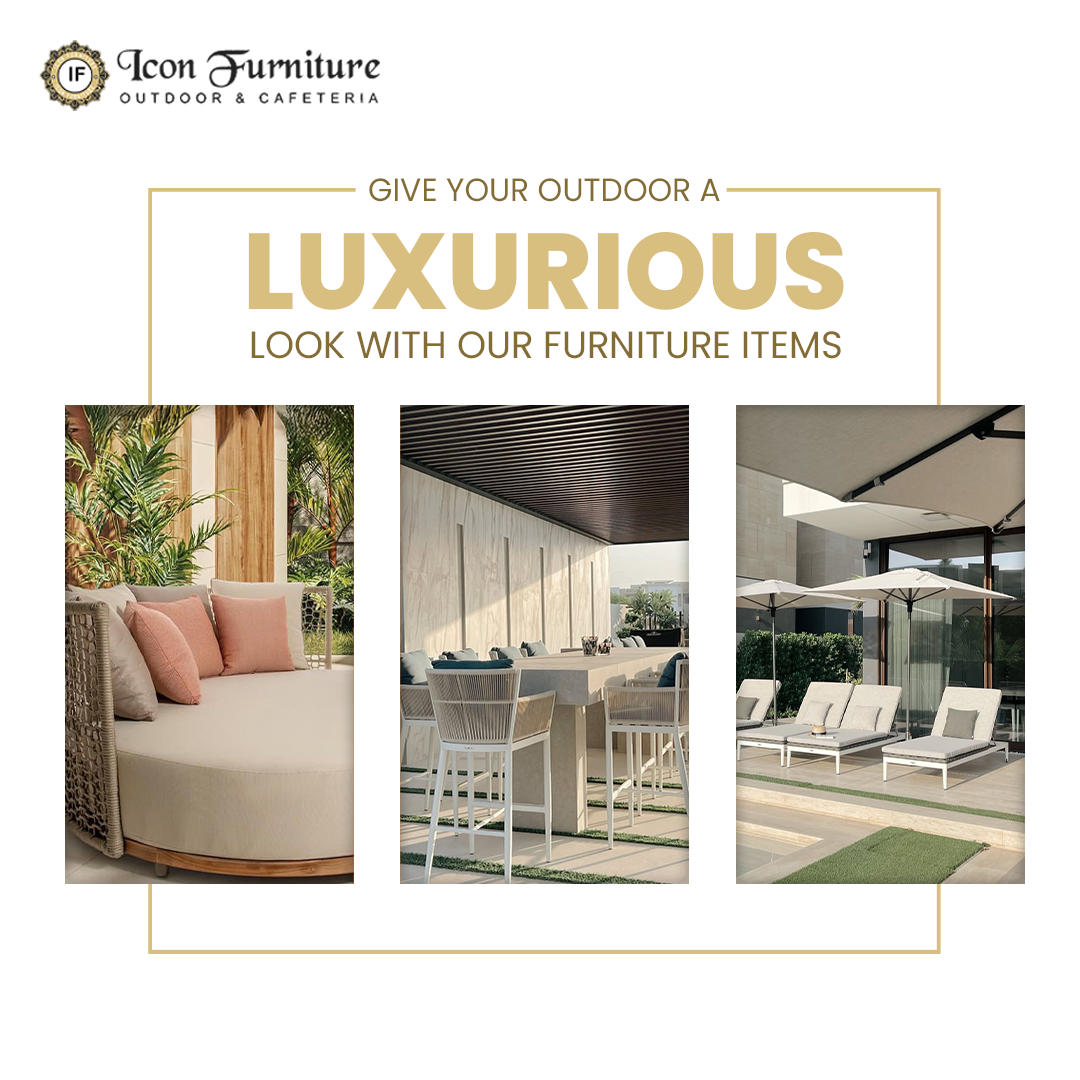 IF
Icon Furniture
OUTDOOR & CAFETERIA
GIVE YOUR OUTDOOR A
LUXURIOUS
LOOK WITH OUR FURNITURE ITEMS